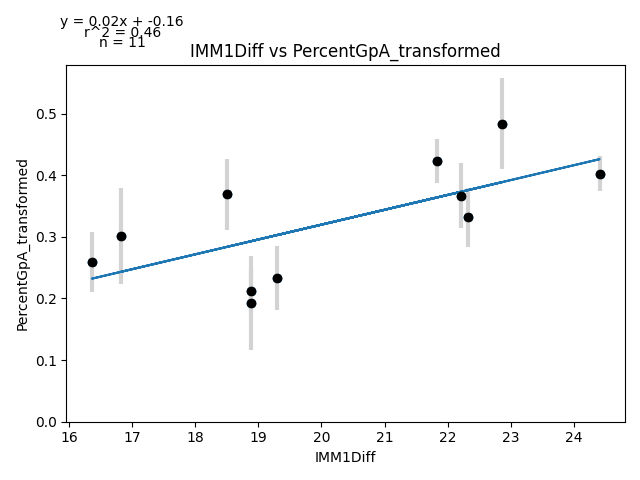 y = 0.02x + -0.16
r^2 = 0.46
n = 11
IMM1Diff vs PercentGpA_transformed
PercentGpA_transformed
0.5
0.4
0.3
0.2
0.1
0.0
16 17 18 19 20 21 22 23 24
IMM1Diff